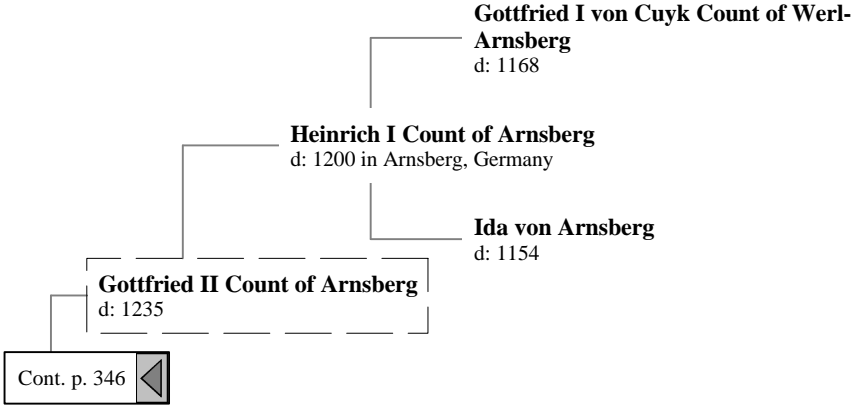 Gottfried I von Cuyk Count of Werl-
Arnsberg
d: 1168
Heinrich I Count of Arnsberg
d: 1200 in Arnsberg, Germany
Ida von Arnsberg
d: 1154
Gottfried II Count of Arnsberg
d: 1235
Cont. p. 346